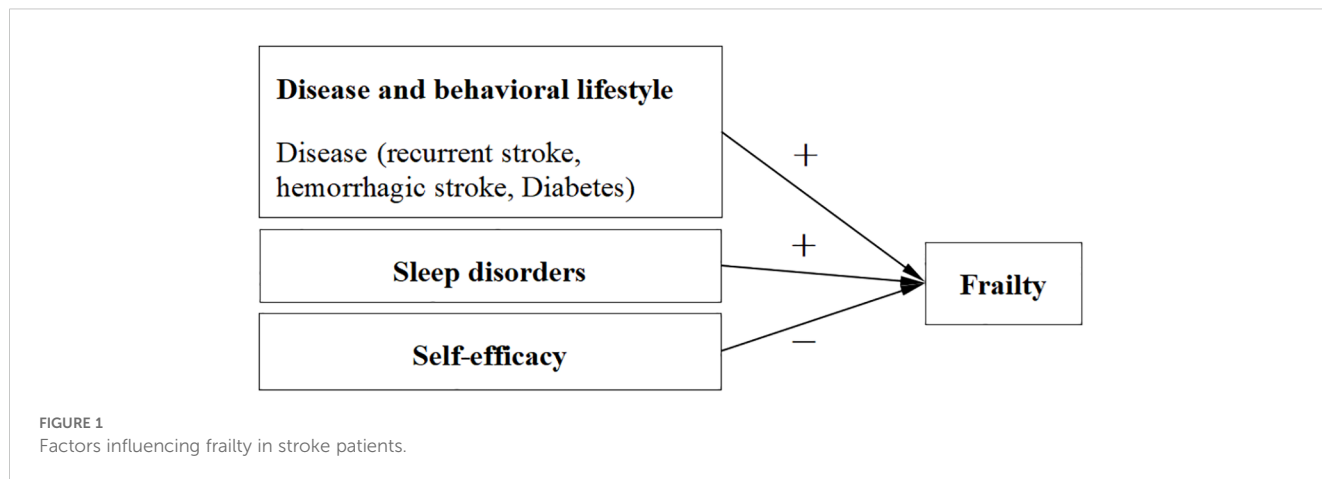 Disease and behavioral lifestyle
Disease (recurrent stroke,
hemorrhagic stroke, Diabetes)
+
Sleep disorders
+
Self-efficacy
−
Frailty
FIGURE 1
Factors influencing frailty in stroke patients.